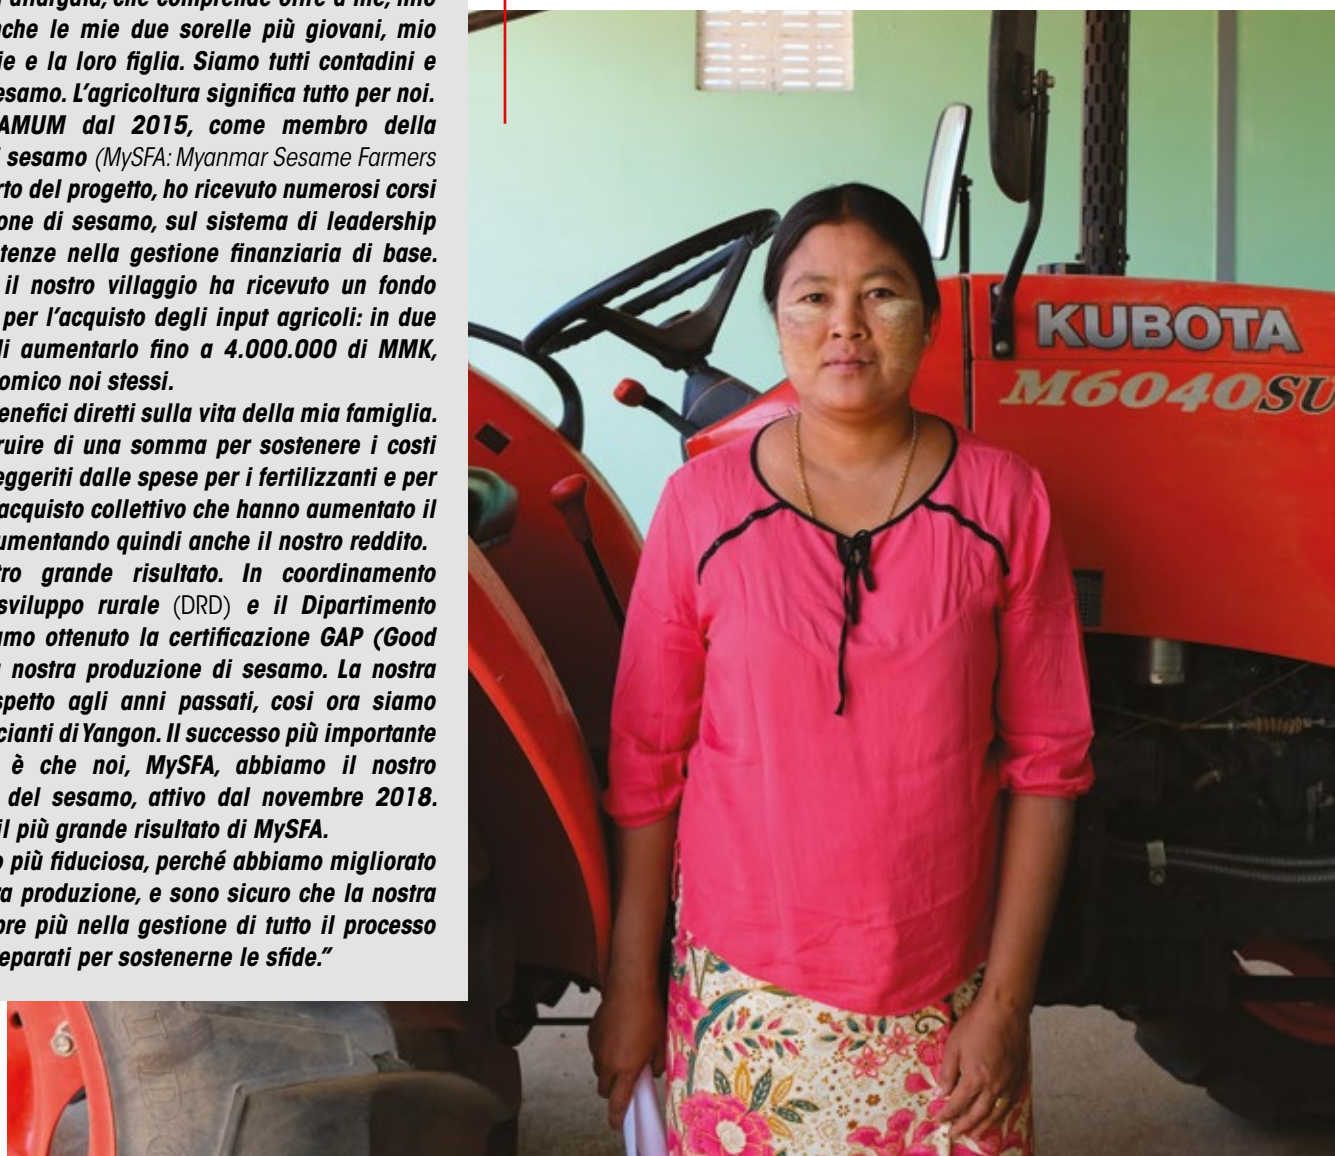 che le mie due sorelle più giovani, mio
e la loro figlia. Siamo tutti contadini e
esamo. L’agricoltura significa tutto per noi.
AMUM dal 2015, come membro della
sesamo (MySFA: Myanmar Sesame Farmers
rto del progetto, ho ricevuto numerosi corsi
one di sesamo, sul sistema di leadership
tenze nella gestione finanziaria di base.
il nostro villaggio ha ricevuto un fondo
per l’acquisto degli input agricoli: in due
di aumentarlo fino a 4.000.000 di MMK,
omico noi stessi.
enefici diretti sulla vita della mia famiglia.
ruire di una somma per sostenere i costi
eggeriti dalle spese per i fertilizzanti e per
acquisto collettivo che hanno aumentato il
umentando quindi anche il nostro reddito.
tro grande risultato. In coordinamento
sviluppo rurale (DRD) e il Dipartimento
amo ottenuto la certificazione GAP (Good
nostra produzione di sesamo. La nostra
spetto agli anni passati, cosi ora siamo
cianti di Yangon. Il successo più importante
è che noi, MySFA, abbiamo il nostro
del sesamo, attivo dal novembre 2018.
il più grande risultato di MySFA.
o più fiduciosa, perché abbiamo migliorato
ra produzione, e sono sicuro che la nostra
pre più nella gestione di tutto il processo
eparati per sostenerne le sfide.”
KUBOTA
M6040SU